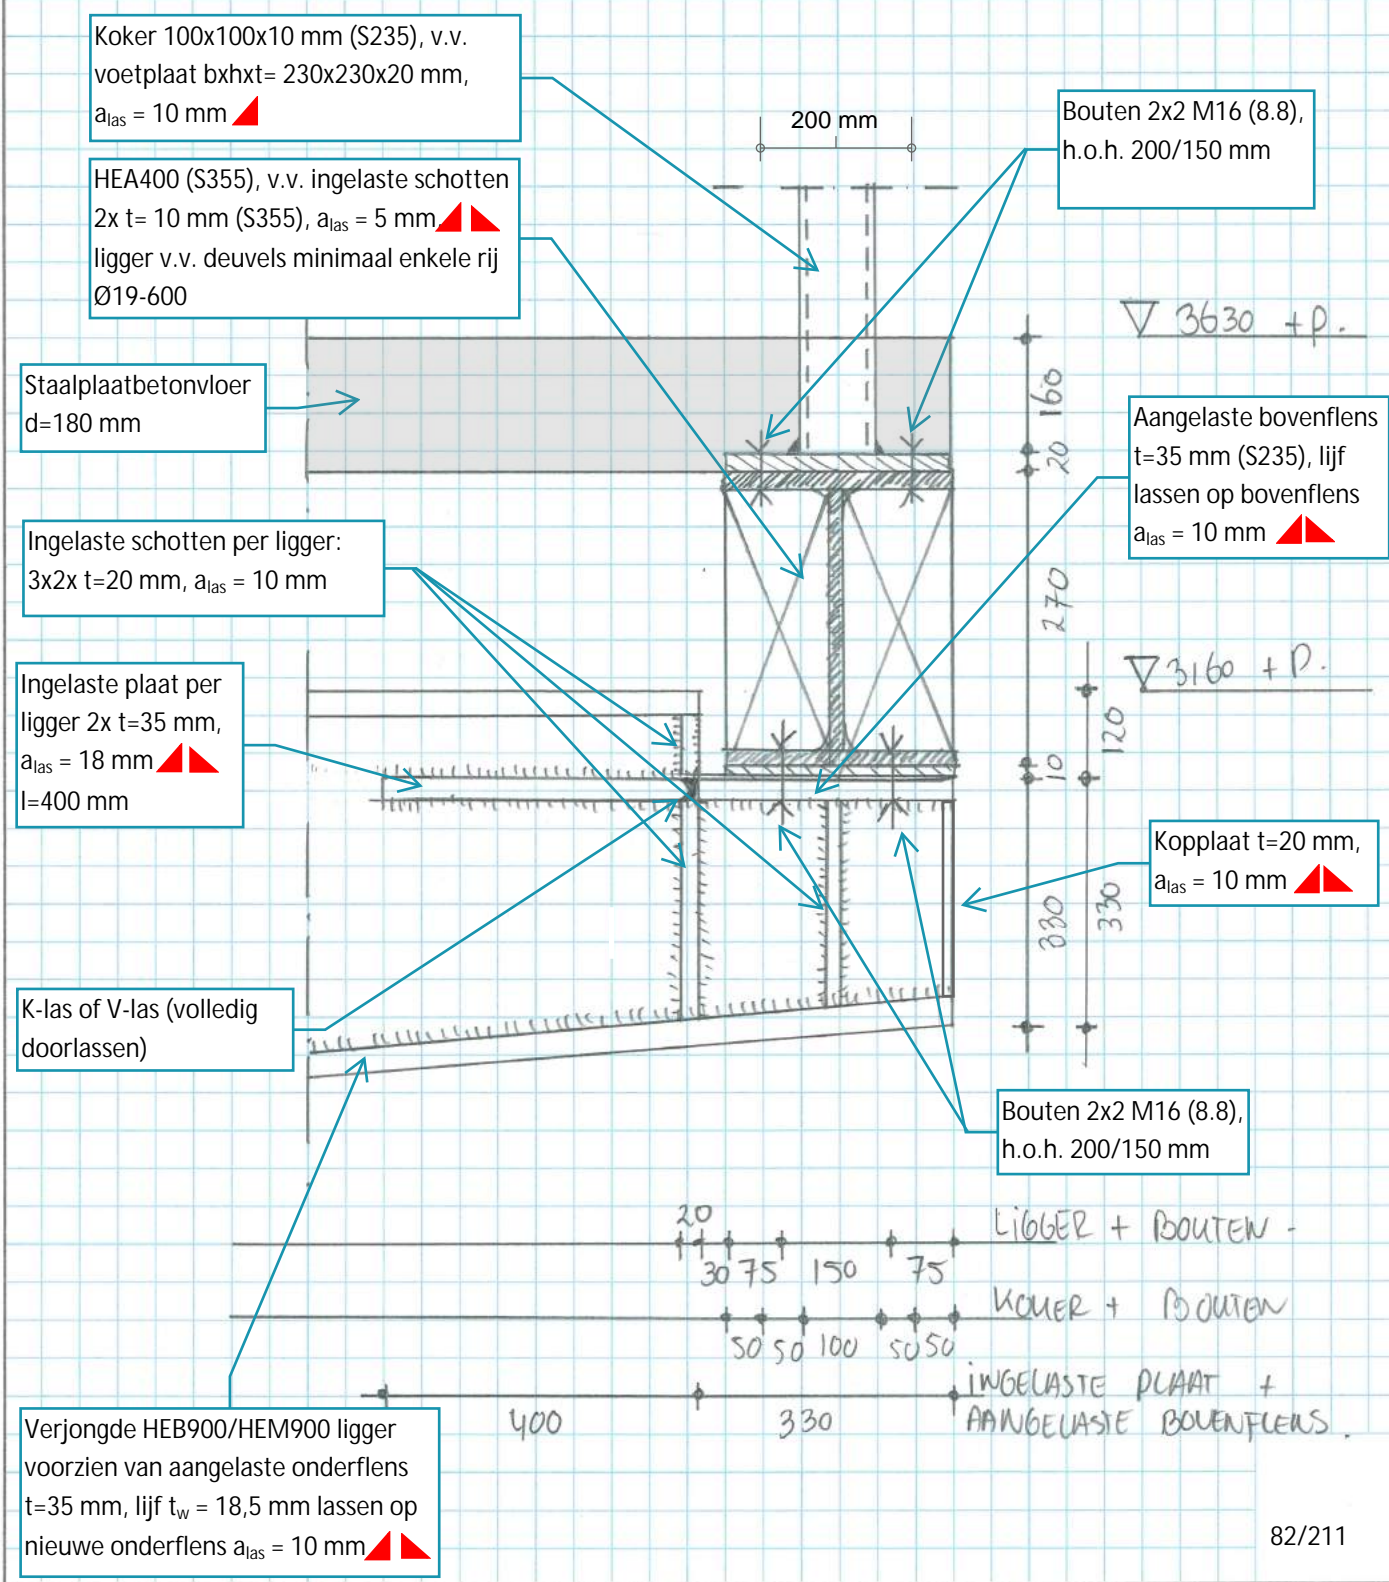 Koker 100x100x10 mm (S235), v.v.
voetplaat bxhxt= 230x230x20 mm,
alas = 10 mm
HEA400 (S355), v.v. ingelaste schotten
2x t= 10 mm (S355), alas = 5 mm,
ligger v.v. deuvels minimaal enkele rij
Ø19-600
200 mm
Bouten 2x2 M16 (8.8),
h.o.h. 200/150 mm
3630 +P.
Staalplaatbetonvloer
d=180 mm
160
20
Aangelaste bovenflens
t=35 mm (S235), lijf
lassen op bovenflens
alas = 10 mm
Ingelaste schotten per ligger:
3x2x t=20 mm, alas = 10 mm
270
3160 + P.
Ingelaste plaat per
ligger 2x t=35 mm,
alas = 18 mm
l=400 mm
120
10
Kopplaat t=20 mm,
alas = 10 mm
330
330
K-las of V-las (volledig
doorlassen)
Bouten 2x2 M16 (8.8),
h.o.h. 200/150 mm
20
30 75 150 75
LIGGER + BOUTEN -
50 50 100 50 50
KOKER + BOUTEN
400 330
INGELASTE PLAAT +
AANGELASTE BOVENFLENS.
Verjongde HEB900/HEM900 ligger
voorzien van aangelaste onderflens
t=35 mm, lijf tw = 18,5 mm lassen op
nieuwe onderflens alas = 10 mm
82/211